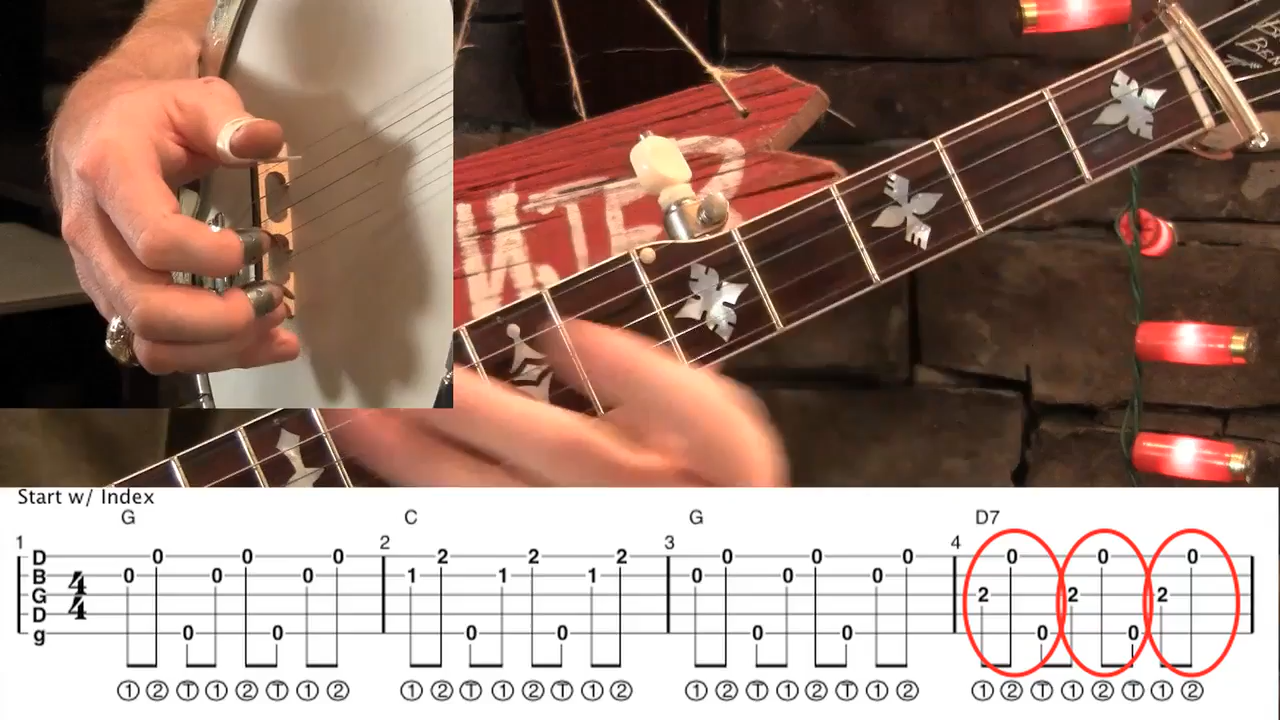 Start w/ Index
G C G D7
1 2 3 4
D 0 0 0 2 2 2 0 0 0 0 0 0
B 0 0 0 1 1 1 0 0 0
4
G 2 2 2
4
D
g 0 0 0 0 0 0 0 0
① ② Ⓣ ① ② Ⓣ ① ② ① ② Ⓣ ① ② Ⓣ ① ② ① ② Ⓣ ① ② Ⓣ ① ② ① ② Ⓣ ① ② Ⓣ ① ②